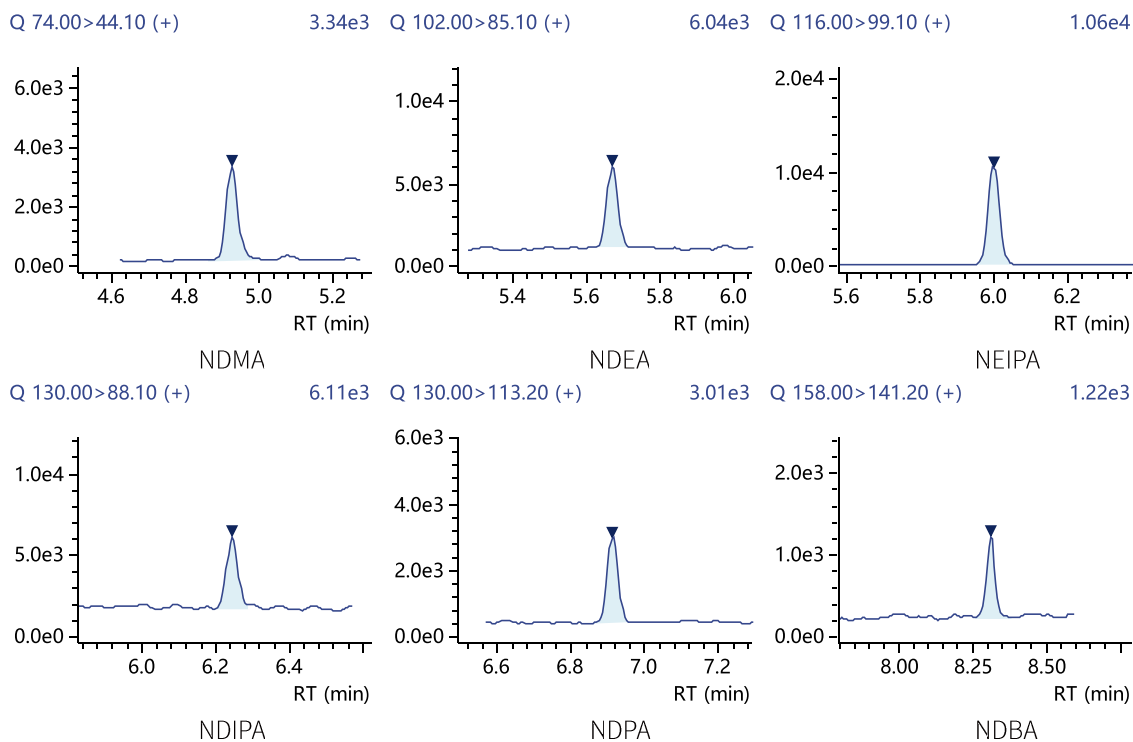 Q 74.00>44.10 (+) 3.34e3
6.0e3
4.0e3
2.0e3
0.0e0
4.6 4.8 5.0 5.2
RT (min)
NDMA
Q 102.00>85.10 (+) 6.04e3
1.0e4
5.0e3
0.0e0
5.4 5.6 5.8 6.0
RT (min)
NDEA
Q 116.00>99.10 (+) 1.06e4
2.0e4
1.0e4
0.0e0
5.6 5.8 6.0 6.2
RT (min)
NEIPA
Q 130.00>88.10 (+) 6.11e3
1.0e4
5.0e3
0.0e0
6.0 6.2 6.4
RT (min)
NDIPA
Q 130.00>113.20 (+) 3.01e3
6.0e3
4.0e3
2.0e3
0.0e0
6.6 6.8 7.0 7.2
RT (min)
NDPA
Q 158.00>141.20 (+) 1.22e3
2.0e3
1.0e3
0.0e0
8.00 8.25 8.50
RT (min)
NDBA